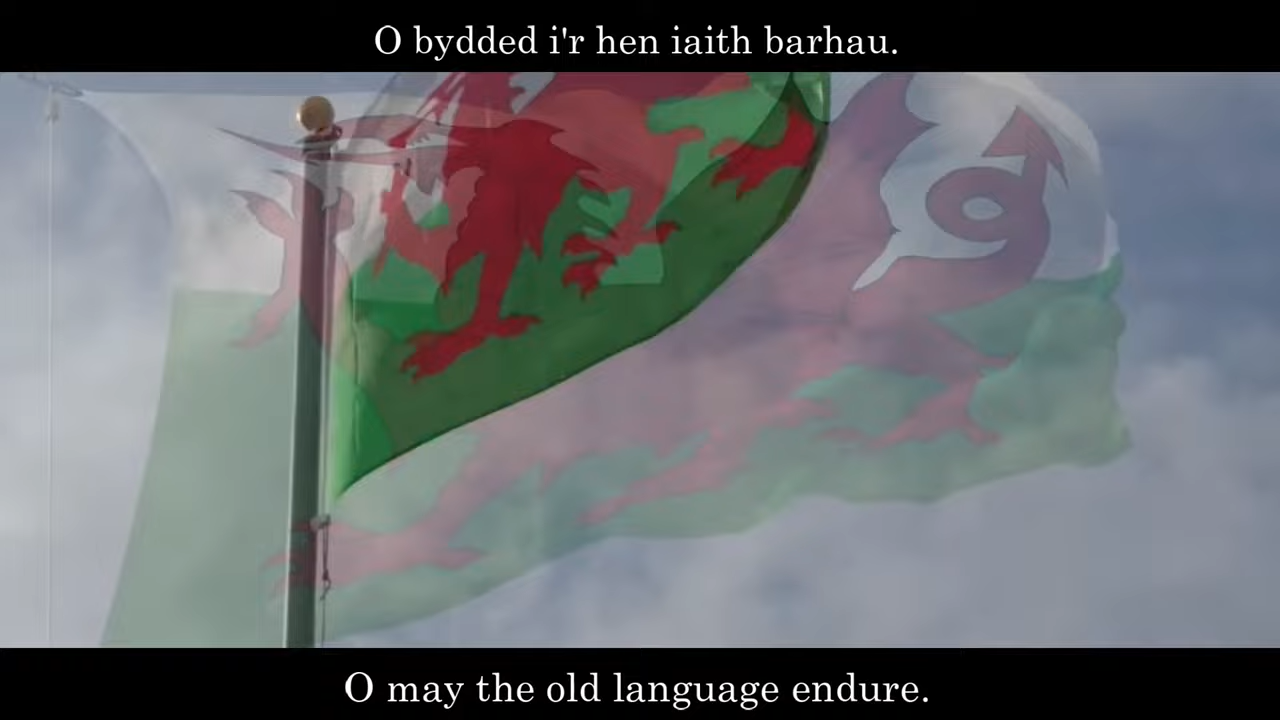 O bydded i'r hen iaith barhau.
O may the old language endure.